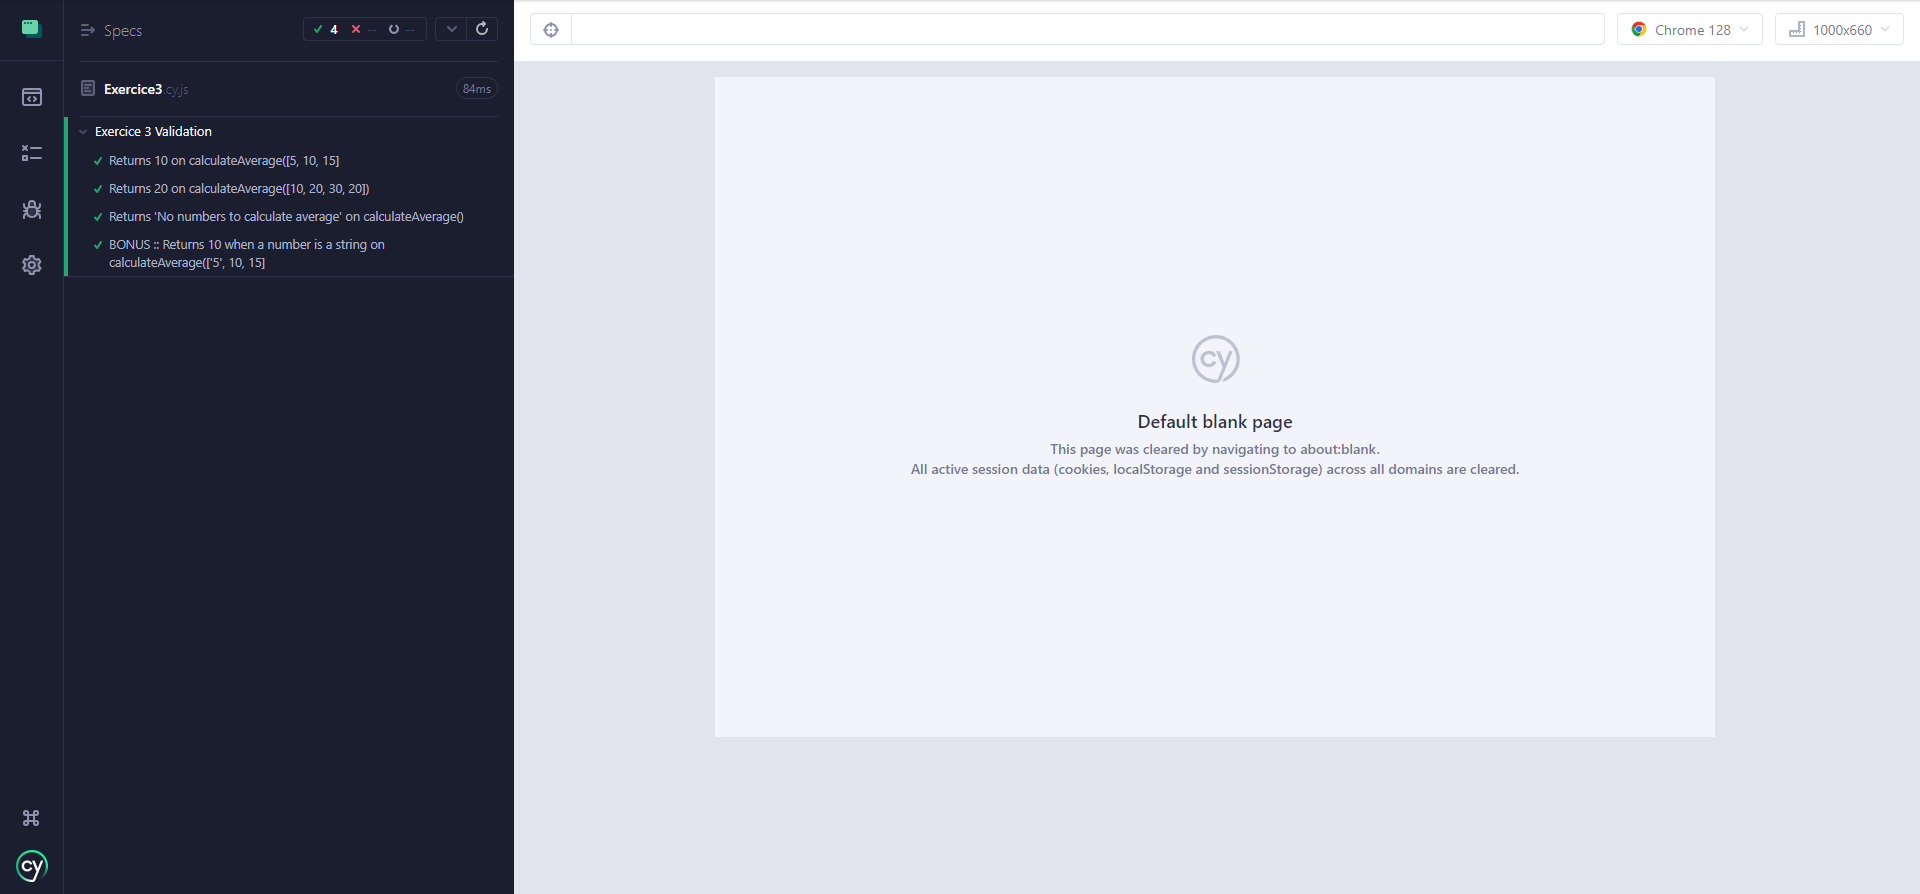 Specs
4 -- --
Exercice3.cy.js
84ms
Exercice 3 Validation
Returns 10 on calculateAverage([5, 10, 15]
Returns 20 on calculateAverage([10, 20, 30, 20])
Returns 'No numbers to calculate average' on calculateAverage()
BONUS :: Returns 10 when a number is a string on
calculateAverage(['5', 10, 15]
cy
Chrome 128
1000x660
cy
Default blank page
This page was cleared by navigating to about:blank.
All active session data (cookies, localStorage and sessionStorage) across all domains are cleared.